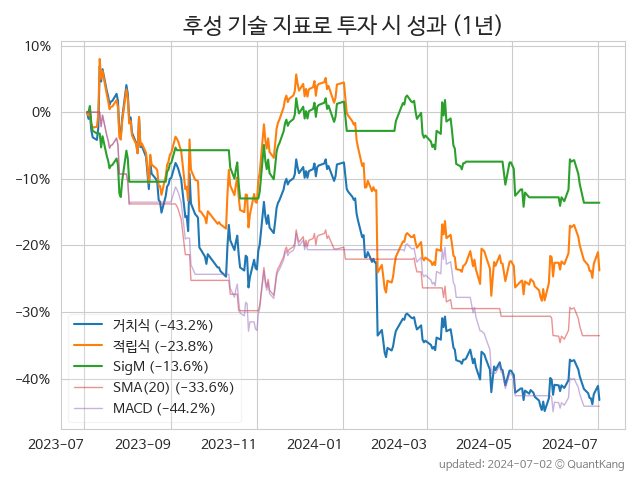 후성 기술 지표로 투자 시 성과 (1년)
10%
0%
−10%
−20%
−30%
−40%
거치식 (−43.2%)
적립식 (−23.8%)
SigM (−13.6%)
SMA(20) (−33.6%)
MACD (−44.2%)
2023-07 2023-09 2023-11 2024-01 2024-03 2024-05 2024-07
updated: 2024-07-02 © QuantKang